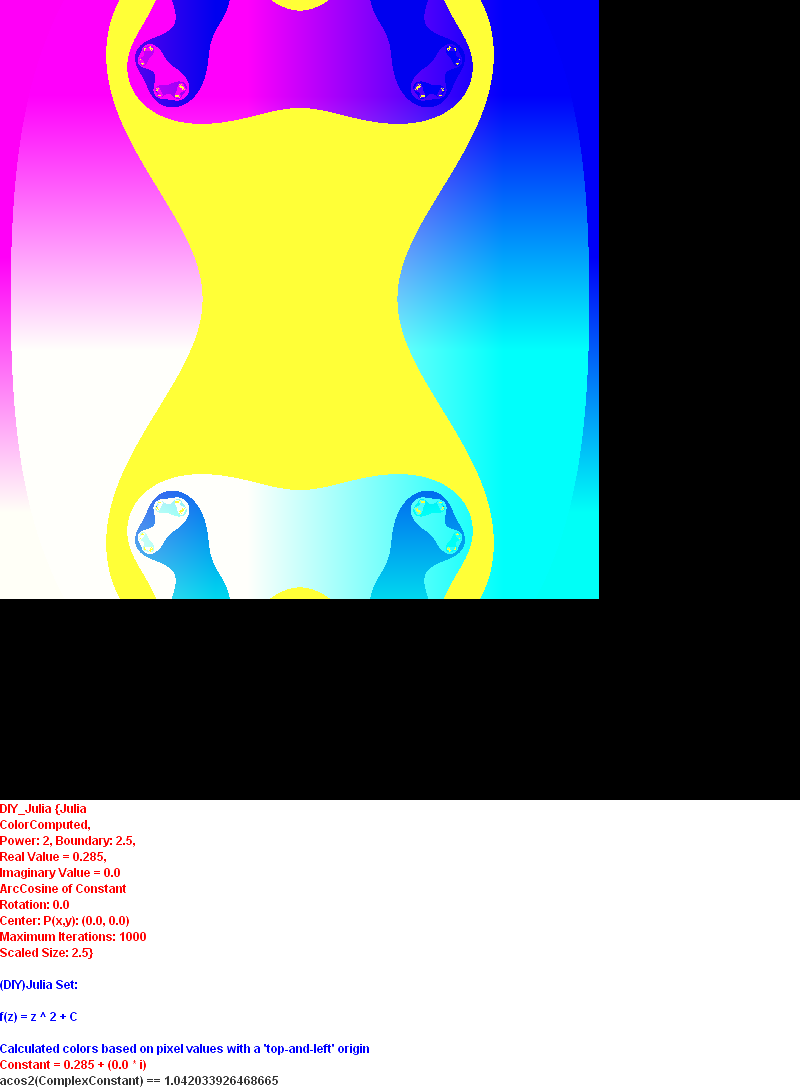 DIY_Julia {Julia
ColorComputed,
Power: 2, Boundary: 2.5,
Real Value = 0.285,
Imaginary Value = 0.0
ArcCosine of Constant
Rotation: 0.0
Center: P(x,y): (0.0, 0.0)
Maximum Iterations: 1000
Scaled Size: 2.5}
(DIY)Julia Set:
f(z) = z ^ 2 + C
Calculated colors based on pixel values with a 'top-and-left' origin
Constant = 0.285 + (0.0 * i)
acos2(ComplexConstant) == 1.042033926468665